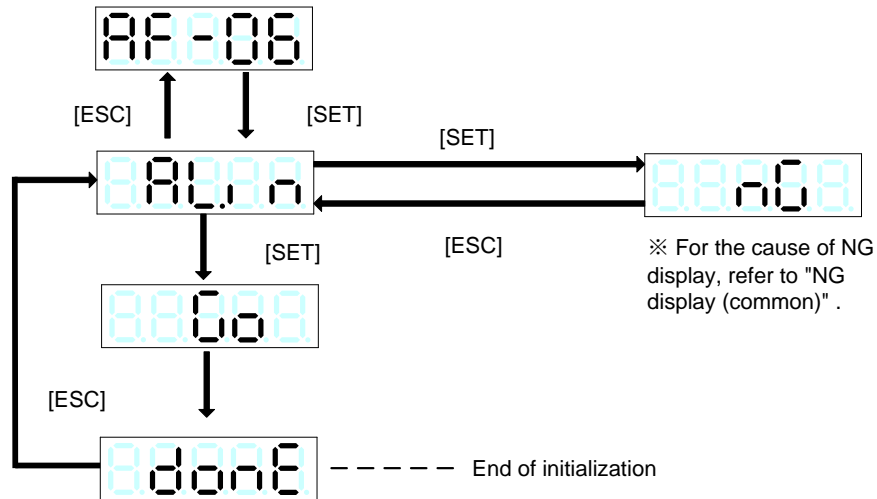 AF-06
[ESC]
[SET]
[SET]
AL.i n
nG
[SET]
[ESC]
※ For the cause of NG
display, refer to "NG
display (common)" .
Go
[ESC]
donE
End of initialization